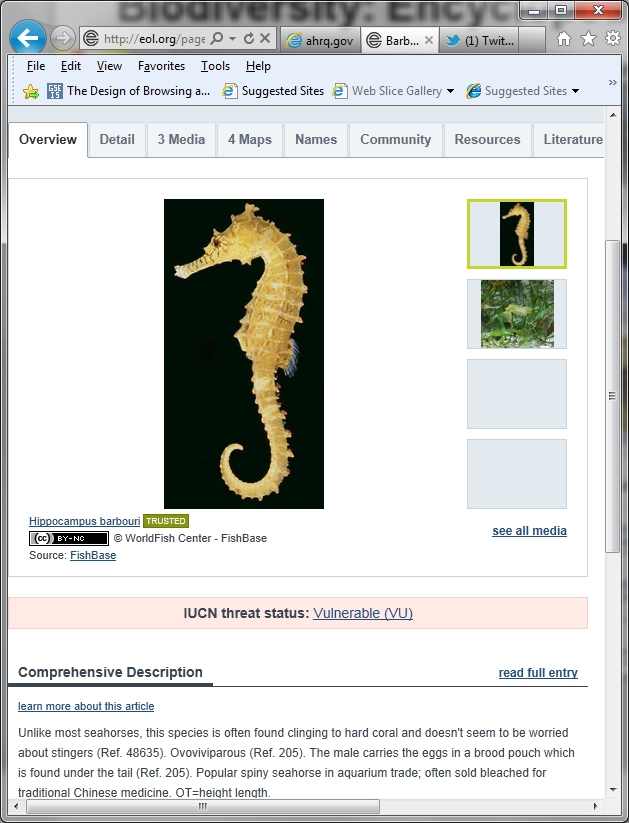 Biodiversity: Ency
http://eol.org/page
ahrq.gov
Barb...
(1) Twit...
File Edit View Favorites Tools Help
GSE
IS
The Design of Browsing a...
Suggested Sites
Web Slice Gallery
Suggested Sites
Overview
Detail
3 Media
4 Maps
Names
Community
Resources
Literature
Hippocampus barbouri TRUSTED
(cc) BY-NC © WorldFish Center - FishBase
Source: FishBase
see all media
IUCN threat status: Vulnerable (VU)
Comprehensive Description
read full entry
learn more about this article
Unlike most seahorses, this species is often found clinging to hard coral and doesn't seem to be worried
about stingers (Ref. 48635). Ovoviviparous (Ref. 205). The male carries the eggs in a brood pouch which
is found under the tail (Ref. 205). Popular spiny seahorse in aquarium trade; often sold bleached for
traditional Chinese medicine. OT=height length.